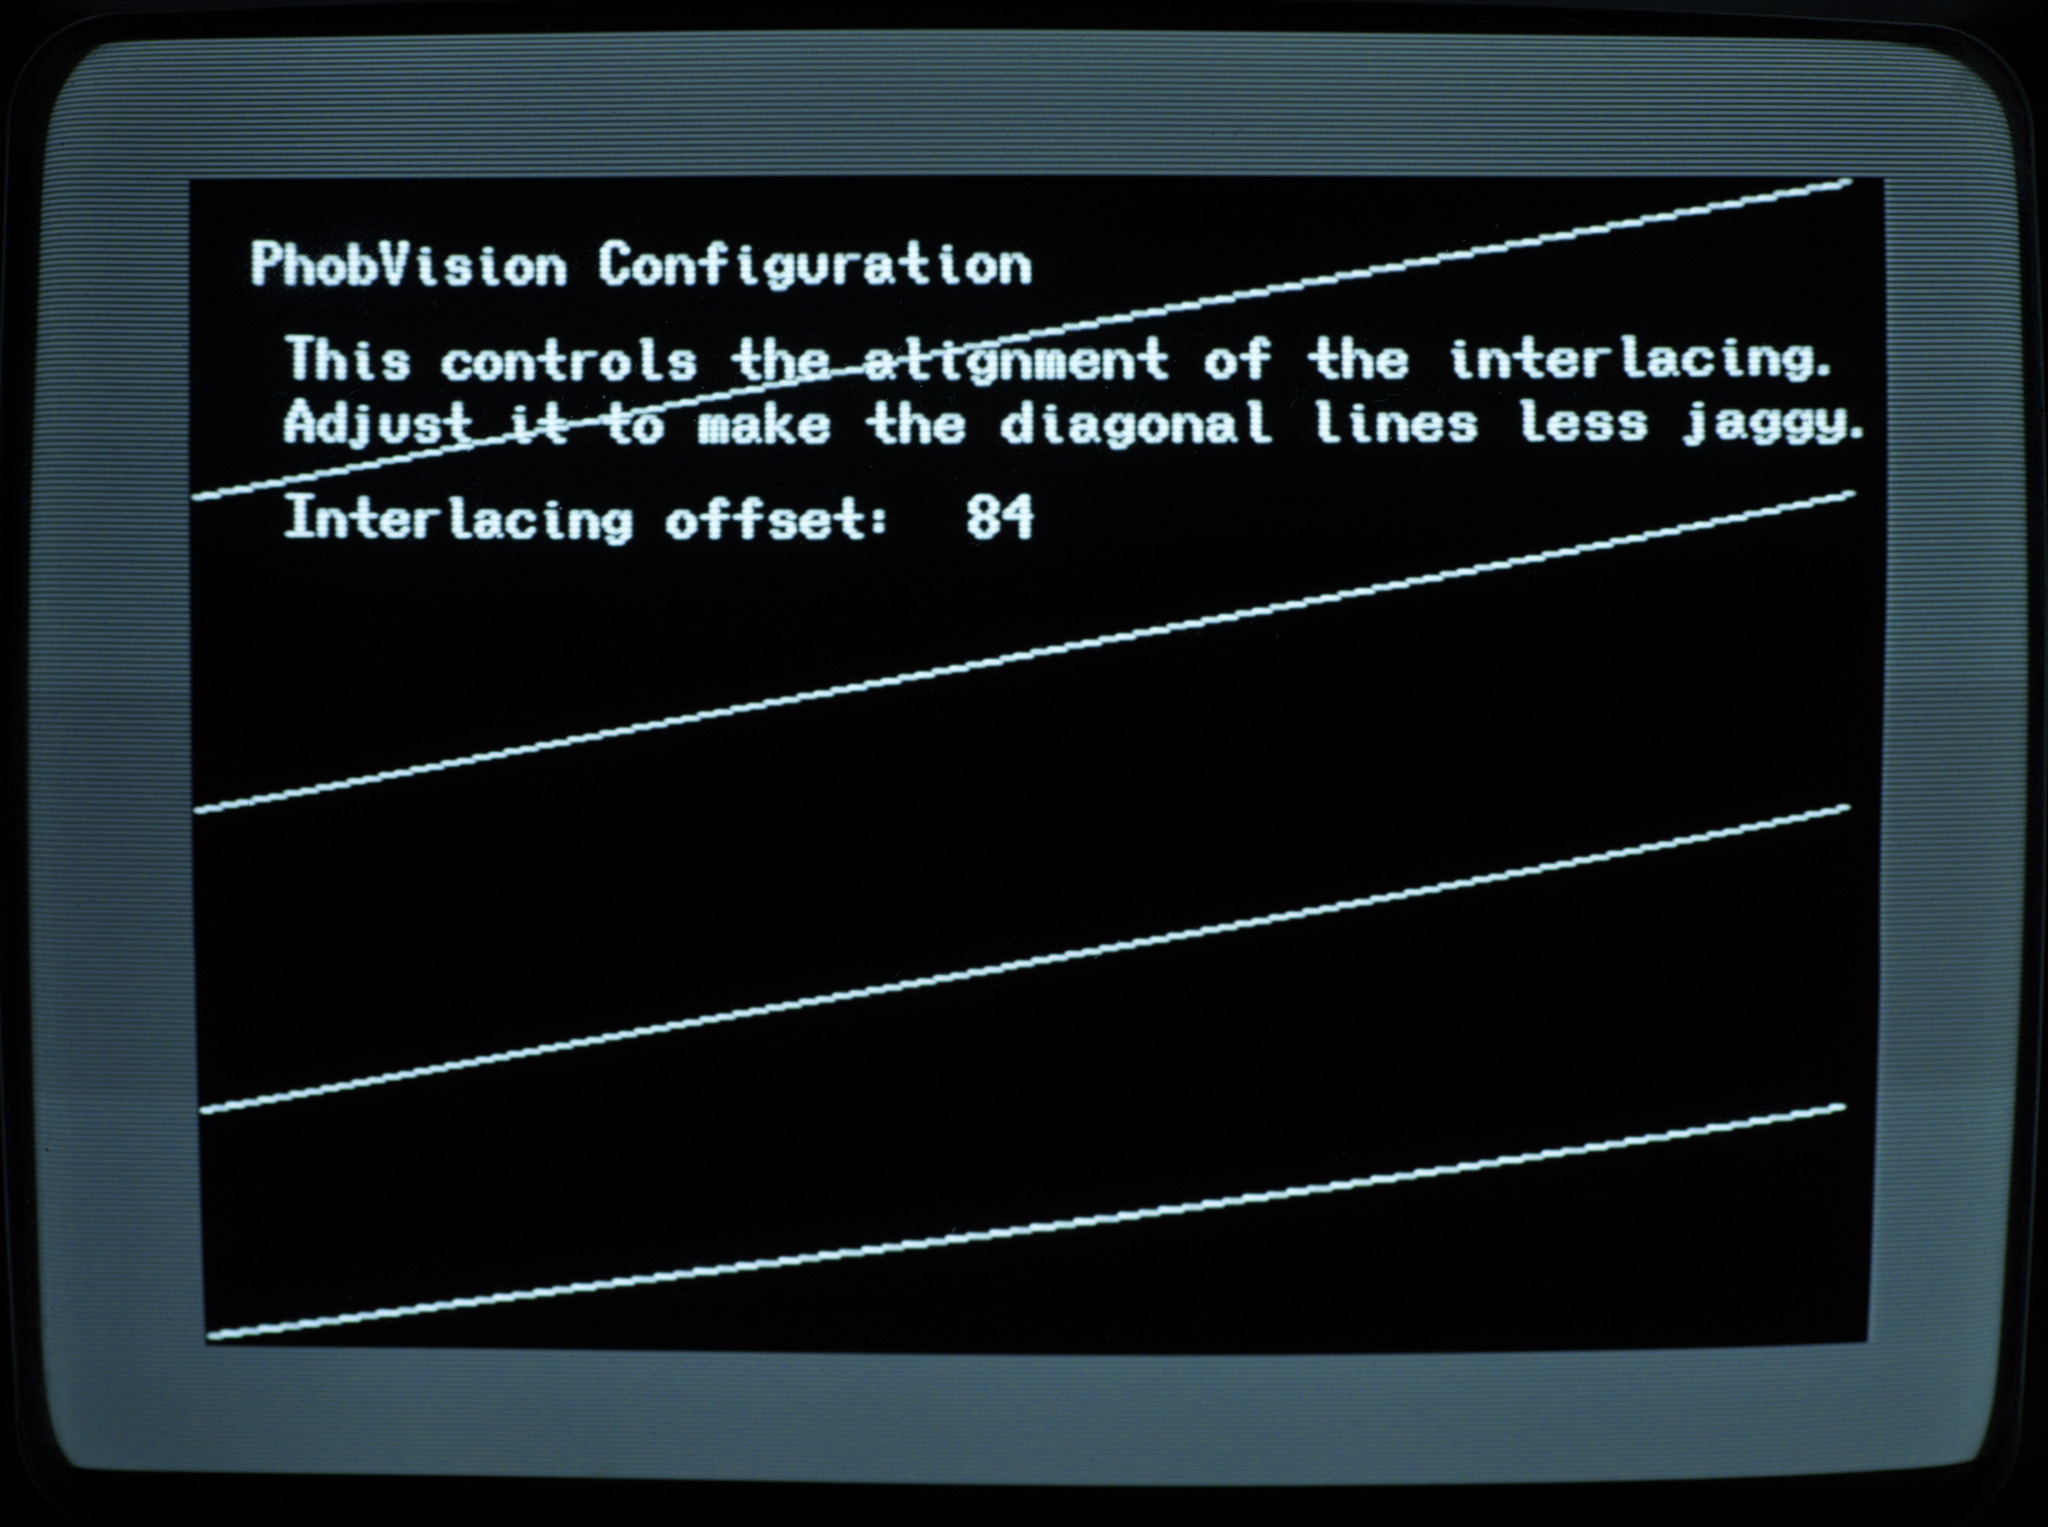 PhobVision Configuration
This controls the alignment of the interlacing.
Adjust it to make the diagonal lines less jaggy.
Interlacing offset: 84